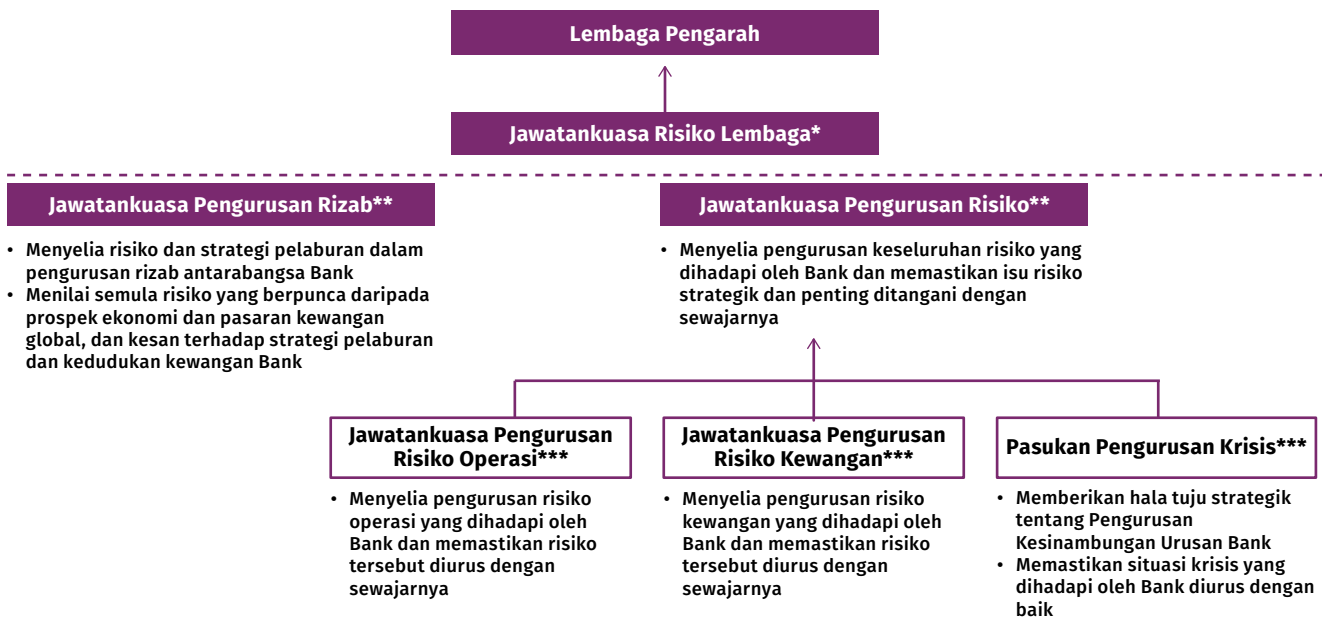 Lembaga Pengarah
Jawatankuasa Risiko Lembaga*
Jawatankuasa Pengurusan Rizab**
• Menyelia risiko dan strategi pelaburan dalam
pengurusan rizab antarabangsa Bank
• Menilai semula risiko yang berpunca daripada
prospek ekonomi dan pasaran kewangan
global, dan kesan terhadap strategi pelaburan
dan kedudukan kewangan Bank
Jawatankuasa Pengurusan Risiko**
• Menyelia pengurusan keseluruhan risiko yang
dihadapi oleh Bank dan memastikan isu risiko
strategik dan penting ditangani dengan
sewajarnya
Jawatankuasa Pengurusan
Risiko Operasi***
• Menyelia pengurusan risiko
operasi yang dihadapi oleh
Bank dan memastikan risiko
tersebut diurus dengan
sewajarnya
Jawatankuasa Pengurusan
Risiko Kewangan***
• Menyelia pengurusan risiko
kewangan yang dihadapi oleh
Bank dan memastikan risiko
tersebut diurus dengan
sewajarnya
Pasukan Pengurusan Krisis***
• Memberikan hala tuju strategik
tentang Pengurusan
Kesinambungan Urusan Bank
• Memastikan situasi krisis yang
dihadapi oleh Bank diurus dengan
baik